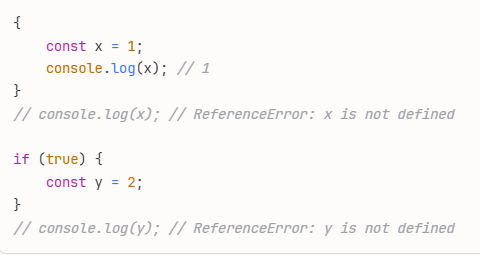 {
    const x = 1;
    console.log(x); // 1
}
// console.log(x); // ReferenceError: x is not defined

if (true) {
    const y = 2;
}
// console.log(y); // ReferenceError: y is not defined